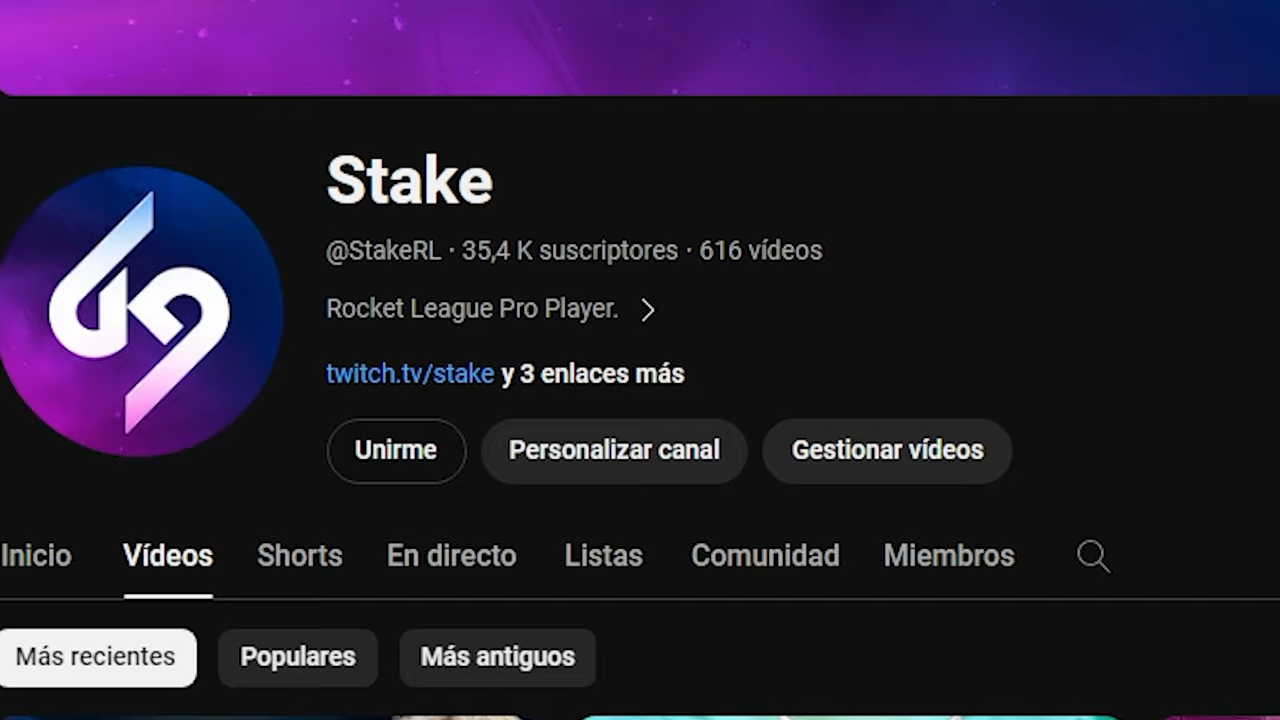 Stake
@StakeRL · 35,4 K suscriptores · 616 vídeos
Rocket League Pro Player.
twitch.tv/stake y 3 enlaces más
Unirme Personalizar canal Gestionar vídeos
Inicio Vídeos Shorts En directo Listas Comunidad Miembros
Más recientes Populares Más antiguos